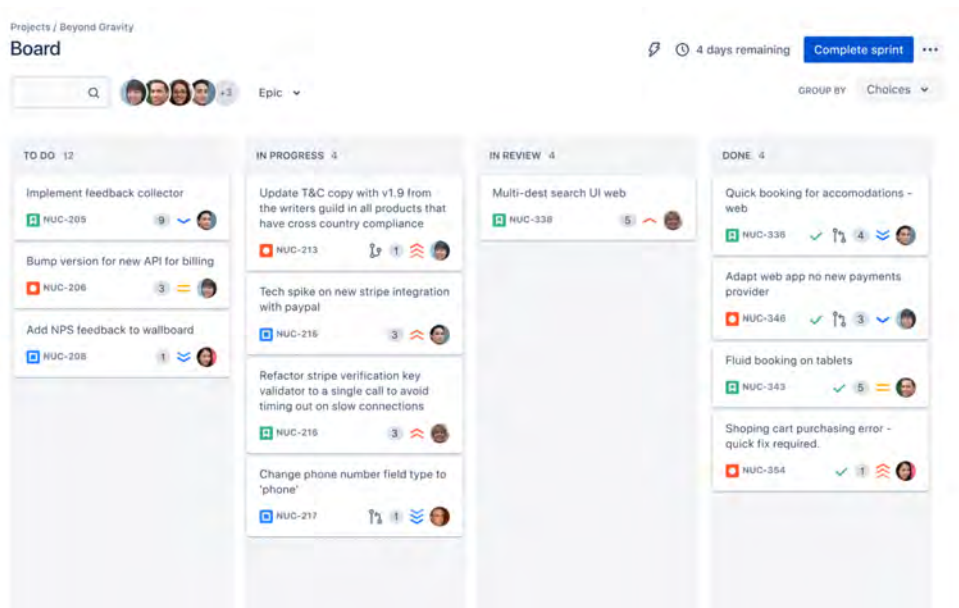 Projects / Beyond Gravity
Board
4 days remaining
Complete sprint
+3
Epic
GROUP BY
Choices
TO DO 12
Implement feedback collector
NUC-205
9
Bump version for new API for billing
NUC-206
3
Add NPS feedback to wallboard
NUC-208
1
IN PROGRESS 4
Update T&C copy with v1.9 from
the writers guild in all products that
have cross country compliance
NUC-213
1
Tech spike on new stripe integration
with paypal
NUC-216
3
Refactor stripe verification key
validator to a single call to avoid
timing out on slow connections
NUC-216
3
Change phone number field type to
'phone'
NUC-217
1
IN REVIEW 4
Multi-dest search UI web
NUC-338
5
DONE 4
Quick booking for accomodations -
web
NUC-336
4
Adapt web app no new payments
provider
NUC-346
3
Fluid booking on tablets
NUC-343
5
Shoping cart purchasing error -
quick fix required.
NUC-354
1